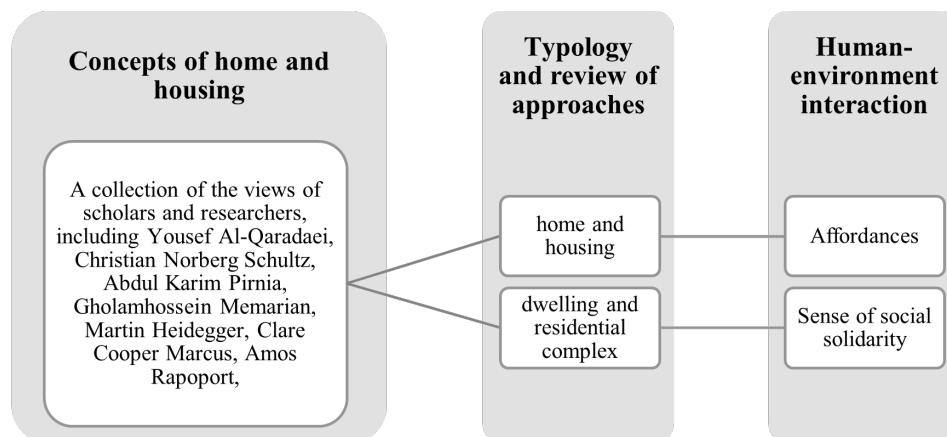 Concepts of home and
housing
A collection of the views of
scholars and researchers,
including Yousef Al-Qaradaei,
Christian Norberg Schultz,
Abdul Karim Pirnia,
Gholamhossein Memarian,
Martin Heidegger, Clare
Cooper Marcus, Amos
Rapoport,
Typology
and review of
approaches
home and
housing
dwelling and
residential
complex
Human-
environment
interaction
Affordances
Sense of social
solidarity